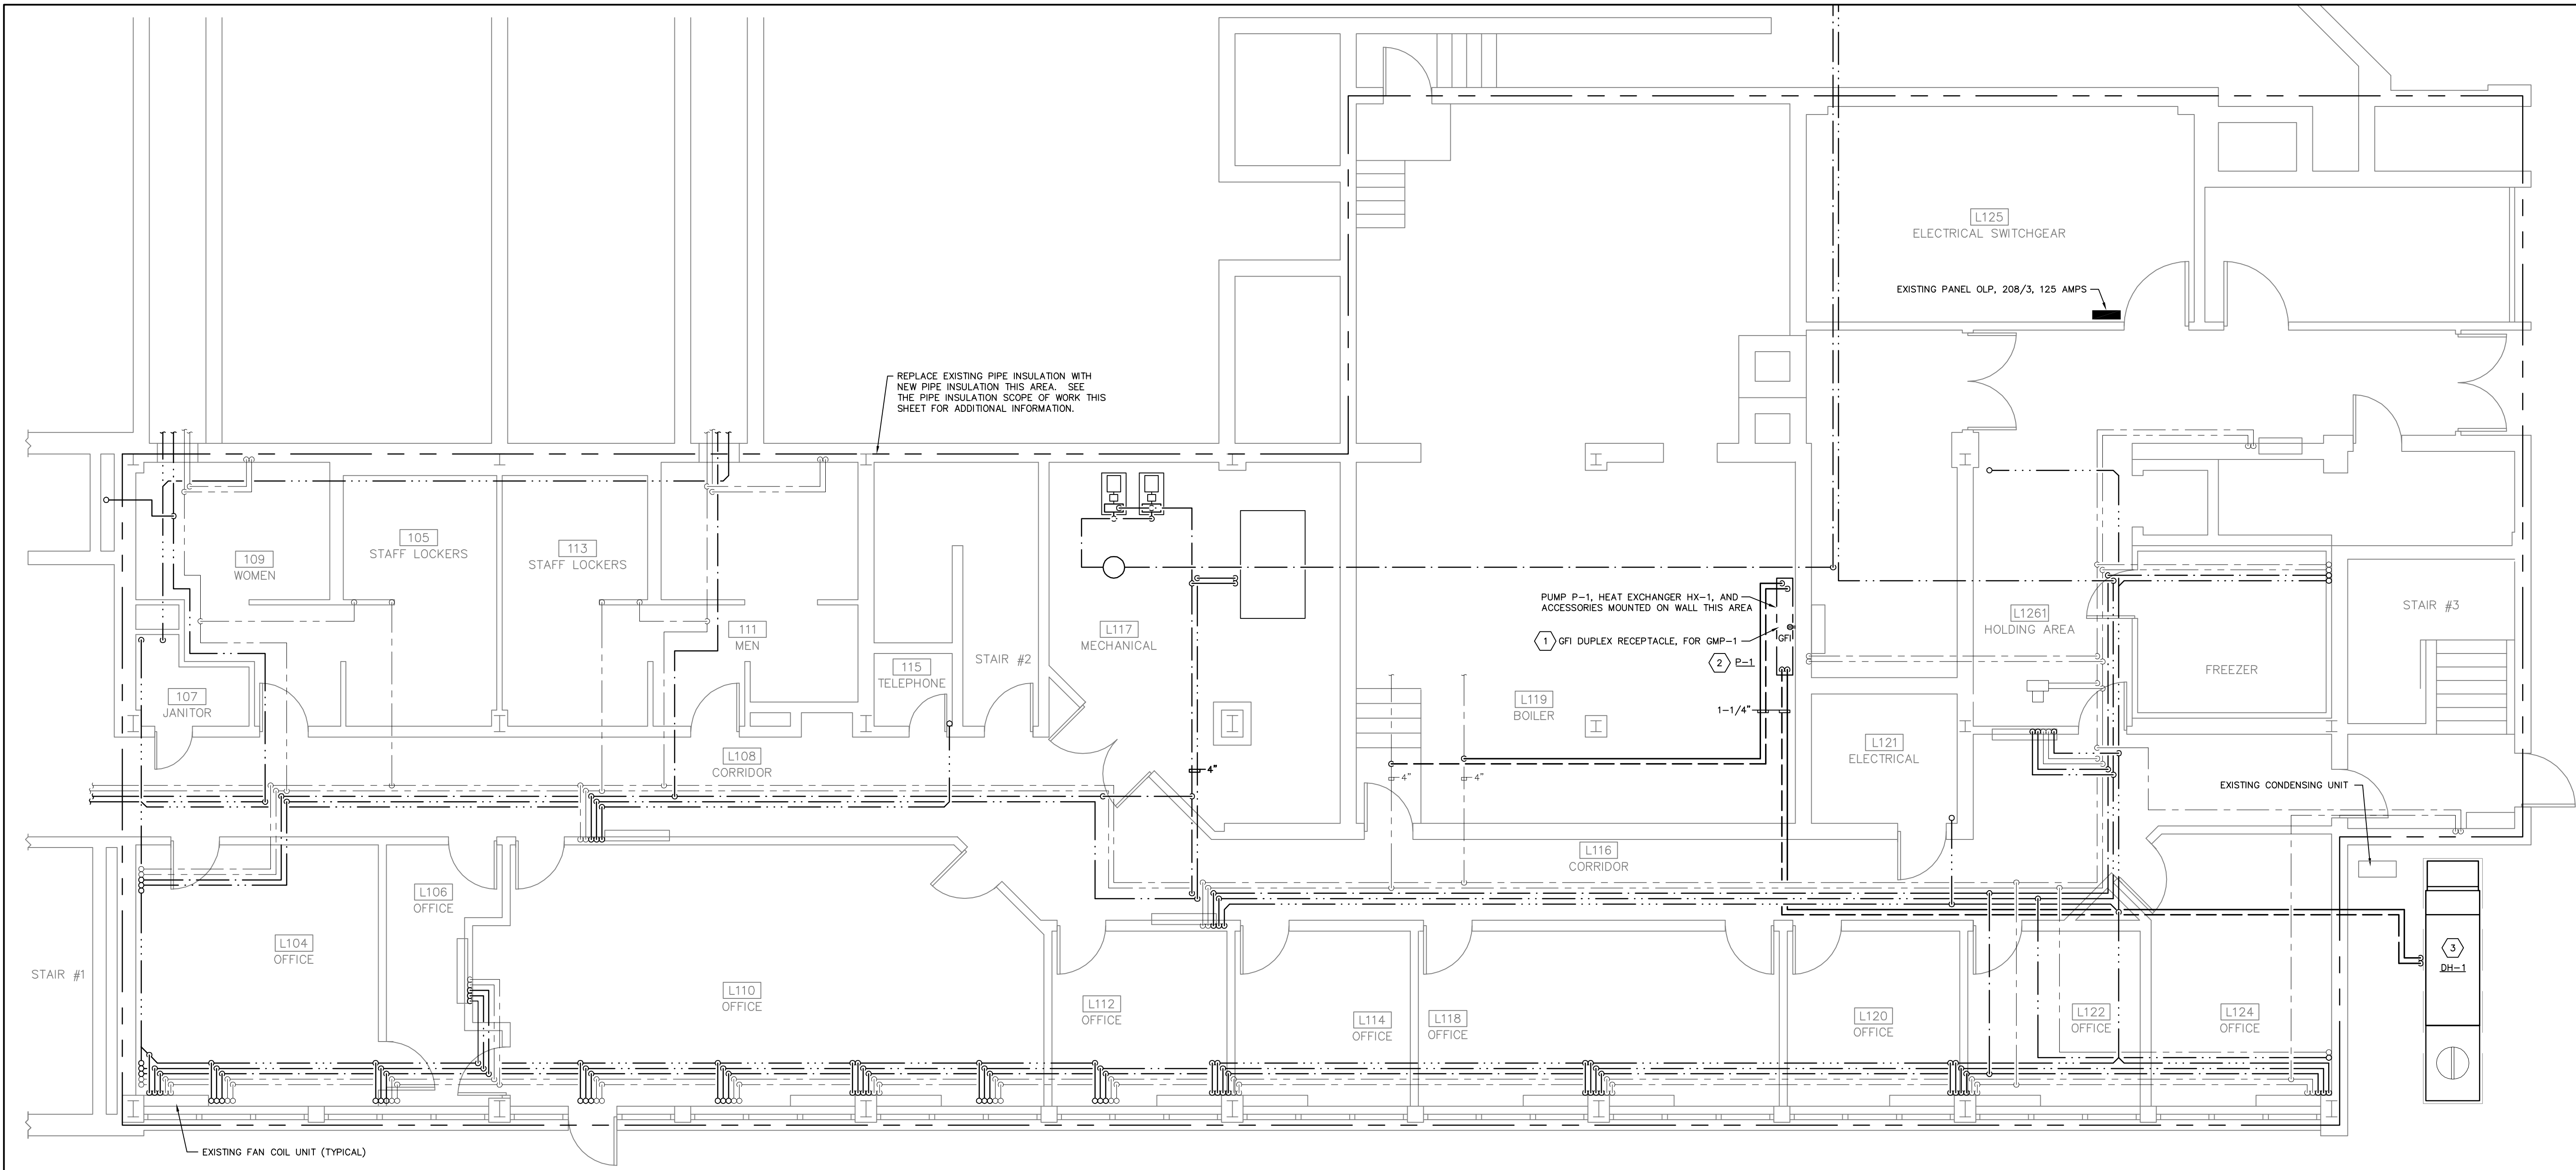 L125
ELECTRICAL SWITCHGEAR
EXISTING PANEL OLP, 208/3, 125 AMPS
REPLACE EXISTING PIPE INSULATION WITH
NEW PIPE INSULATION THIS AREA. SEE
THE PIPE INSULATION SCOPE OF WORK THIS
SHEET FOR ADDITIONAL INFORMATION.
109
WOMEN
105
STAFF LOCKERS
113
STAFF LOCKERS
111
MEN
107
JANITOR
115
TELEPHONE
STAIR #2
L117
MECHANICAL
PUMP P-1, HEAT EXCHANGER HX-1, AND
ACCESSORIES MOUNTED ON WALL THIS AREA
1 GFI DUPLEX RECEPTACLE, FOR GMP-1
GFI
2 P-1
L119
BOILER
1-1/4"
L1261
HOLDING AREA
FREEZER
STAIR #3
L108
CORRIDOR
4"
4"
4"
L121
ELECTRICAL
EXISTING CONDENSING UNIT
L116
CORRIDOR
L106
OFFICE
L104
OFFICE
STAIR #1
L110
OFFICE
L112
OFFICE
L114
OFFICE
L118
OFFICE
L120
OFFICE
L122
OFFICE
L124
OFFICE
3
DH-1
EXISTING FAN COIL UNIT (TYPICAL)